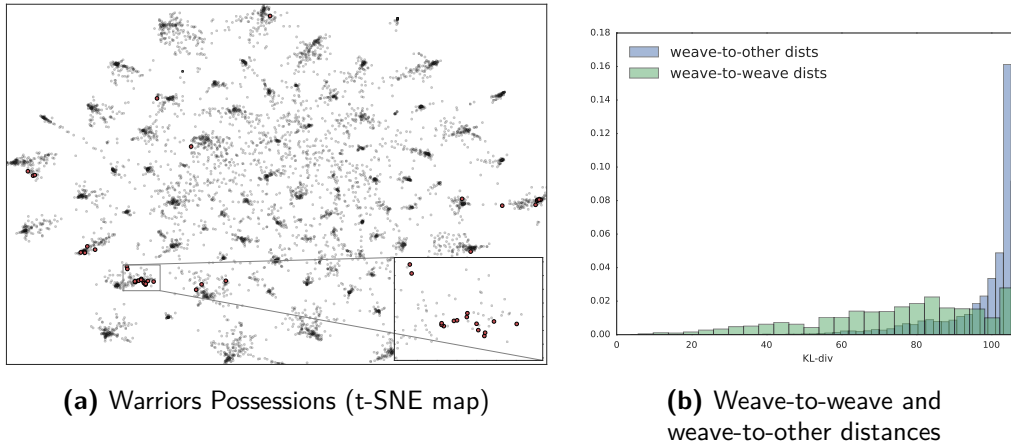 0.18
0.16
0.14
0.12
0.10
0.08
0.06
0.04
0.02
0.00
weave-to-other dists
weave-to-weave dists
0 20 40 60 80 100
KL-div
(a) Warriors Possessions (t-SNE map)
(b) Weave-to-weave and
weave-to-other distances